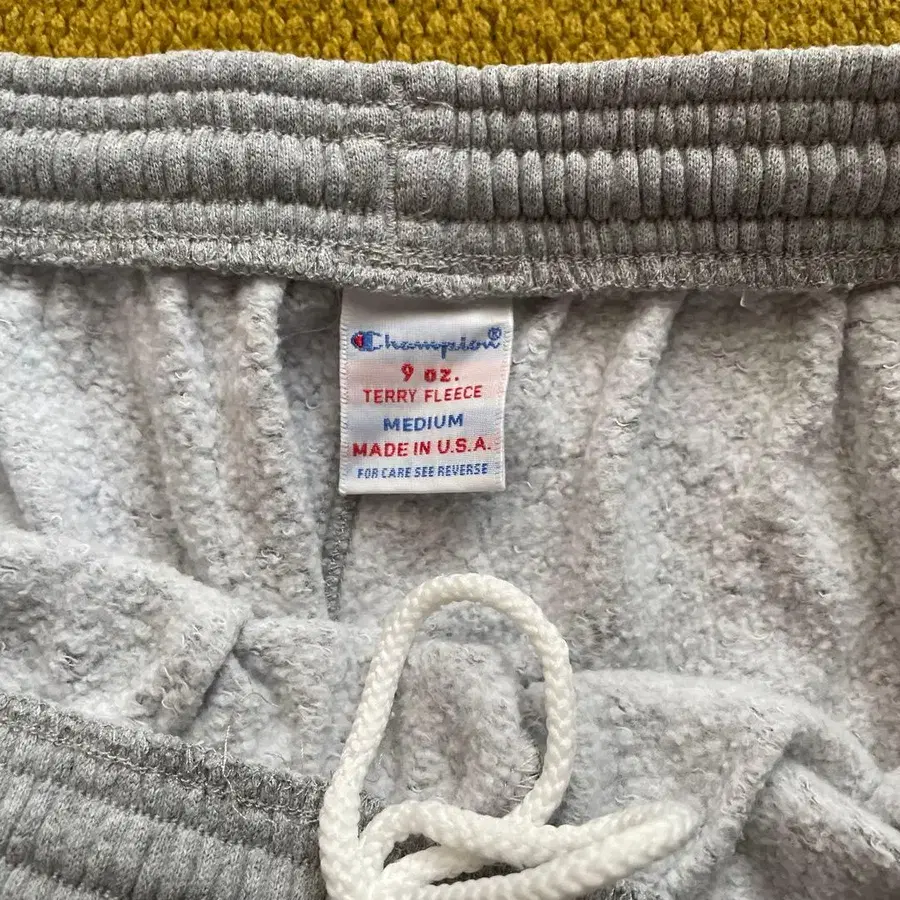 Champion®
9 oz.
TERRY FLEECE
MEDIUM
MADE IN U.S.A.
FOR CARE SEE REVERSE